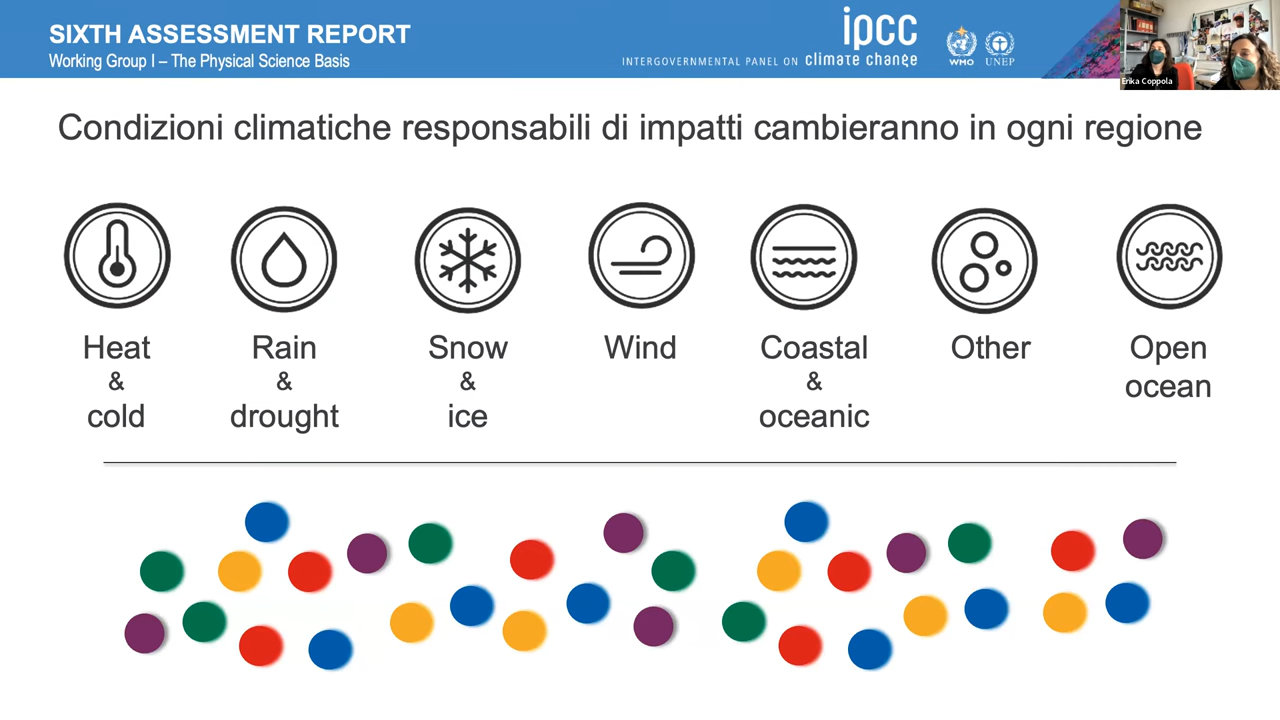 SIXTH ASSESSMENT REPORT
Working Group I – The Physical Science Basis
ipcc
INTERGOVERNMENTAL PANEL ON climate change
WMO
UNEP
Erika Coppola
Condizioni climatiche responsabili di impatti cambieranno in ogni regione
Heat
&
cold
Rain
&
drought
Snow
&
ice
Wind
Coastal
&
oceanic
Other
Open
ocean